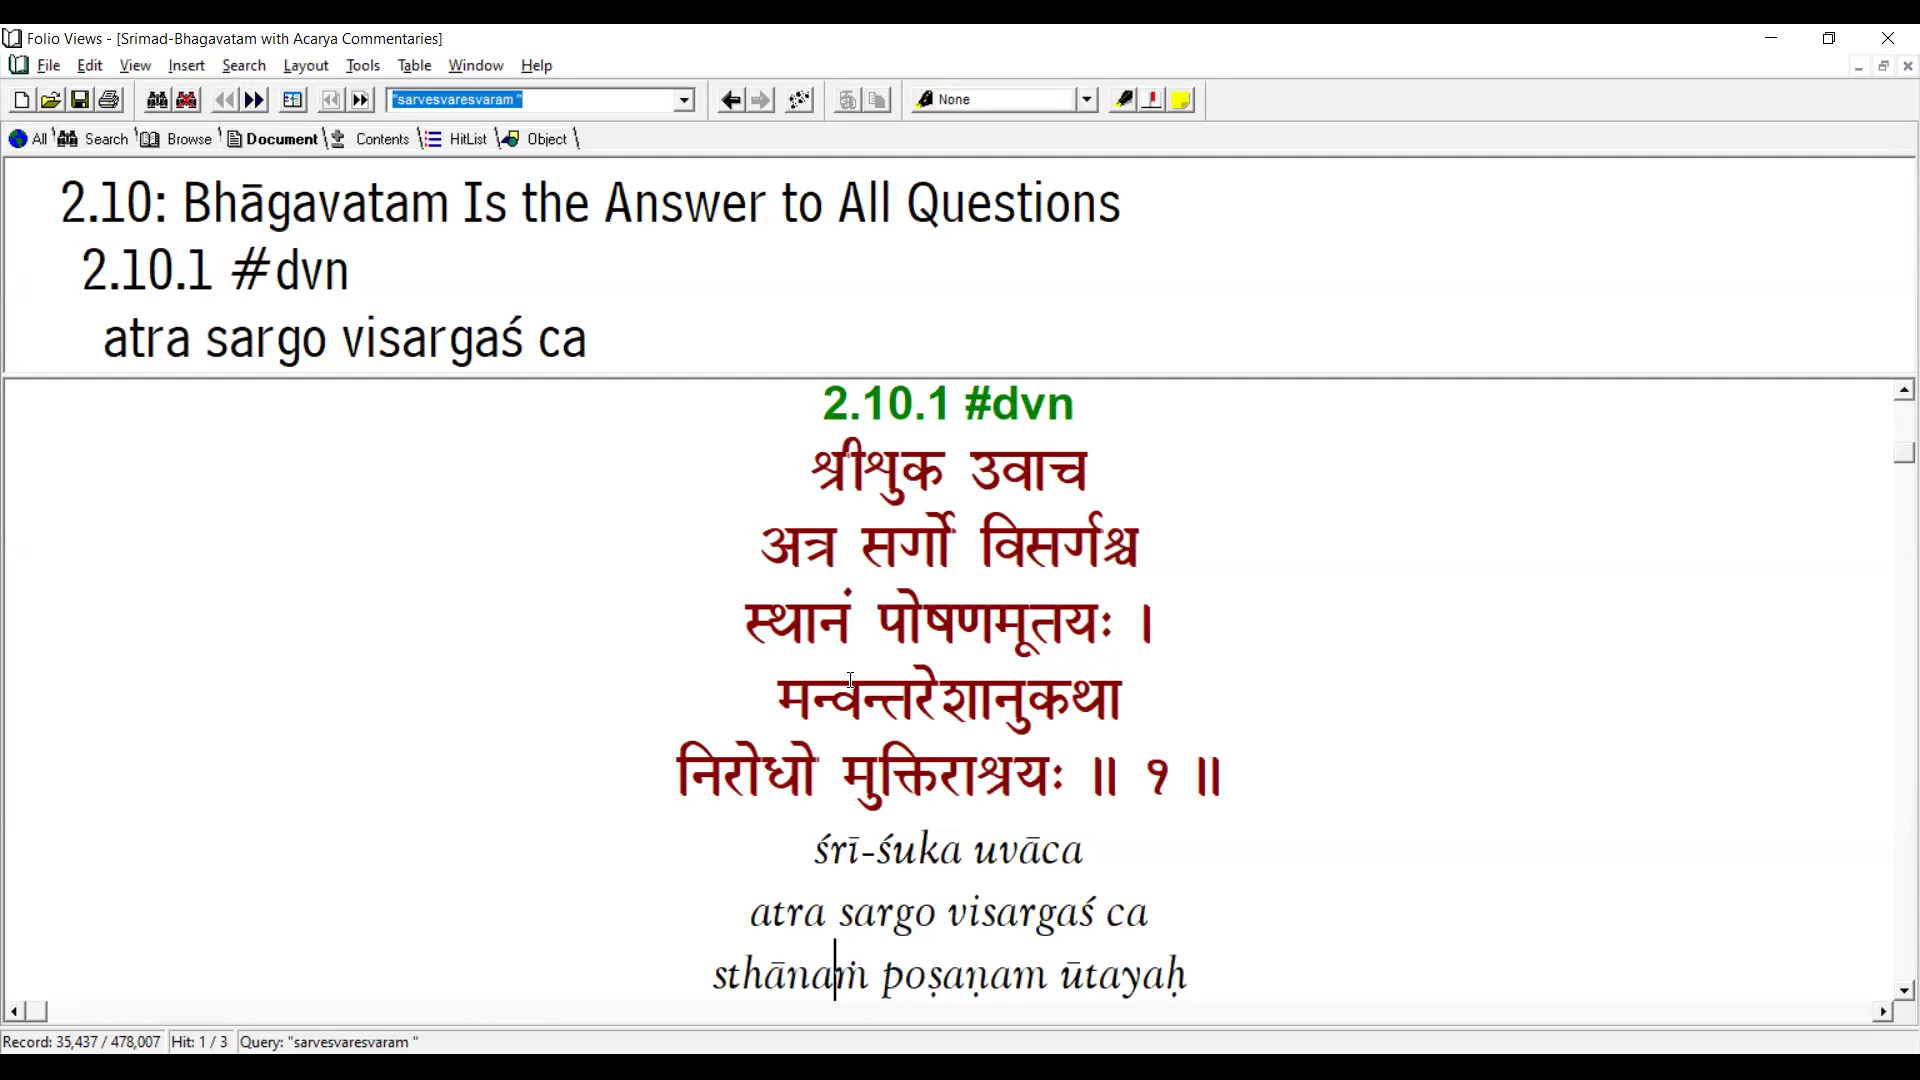 Folio Views - [Srimad-Bhagavatam with Acarya Commentaries]
File Edit View Insert Search Layout Tools Table Window Help
"sarvesvaresvaram " None
All Search Browse Document Contents HitList Object
2.10: Bhāgavatam Is the Answer to All Questions
2.10.1 #dvn
atra sargo visargaś ca
2.10.1 #dvn
श्रीशुक उवाच
अत्र सर्गो विसर्गश्च
स्थानं पोषणमूतयः ।
मन्वन्तरेशानुकथा
निरोधो मुक्तिराश्रयः ॥ १ ॥
śrī-śuka uvāca
atra sargo visargaś ca
sthānaṁ poṣaṇam ūtayaḥ
Record: 35,437 / 478,007 Hit: 1 / 3 Query: "sarvesvaresvaram "